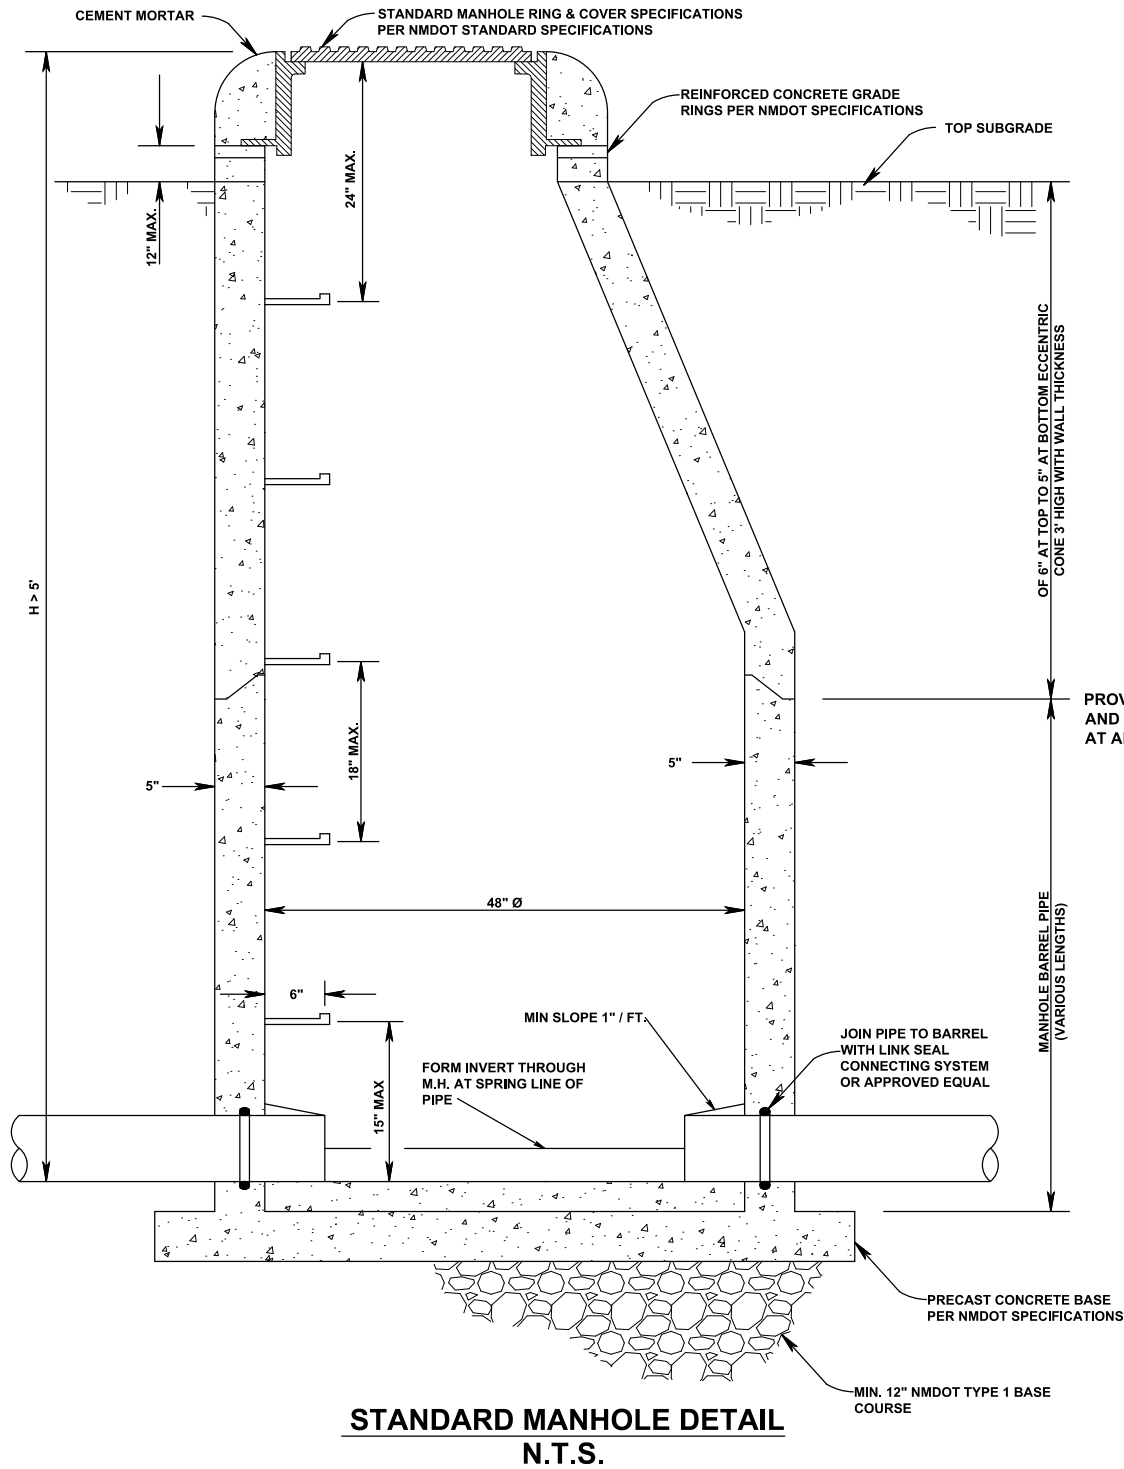 CEMENT MORTAR
STANDARD MANHOLE RING & COVER SPECIFICATIONS
PER NMDOT STANDARD SPECIFICATIONS
REINFORCED CONCRETE GRADE
RINGS PER NMDOT SPECIFICATIONS
TOP SUBGRADE
24" MAX.
12" MAX.
OF 6" AT TOP TO 5" AT BOTTOM ECCENTRIC
CONE 3' HIGH WITH WALL THICKNESS
H > 5'
PROV
AND
AT A
18" MAX.
5"
5"
48" Ø
MANHOLE BARREL PIPE
(VARIOUS LENGTHS)
6"
MIN SLOPE 1" / FT.
JOIN PIPE TO BARREL
WITH LINK SEAL
CONNECTING SYSTEM
OR APPROVED EQUAL
FORM INVERT THROUGH
M.H. AT SPRING LINE OF
PIPE
15" MAX
PRECAST CONCRETE BASE
PER NMDOT SPECIFICATIONS
MIN. 12" NMDOT TYPE 1 BASE
COURSE
STANDARD MANHOLE DETAIL
N.T.S.